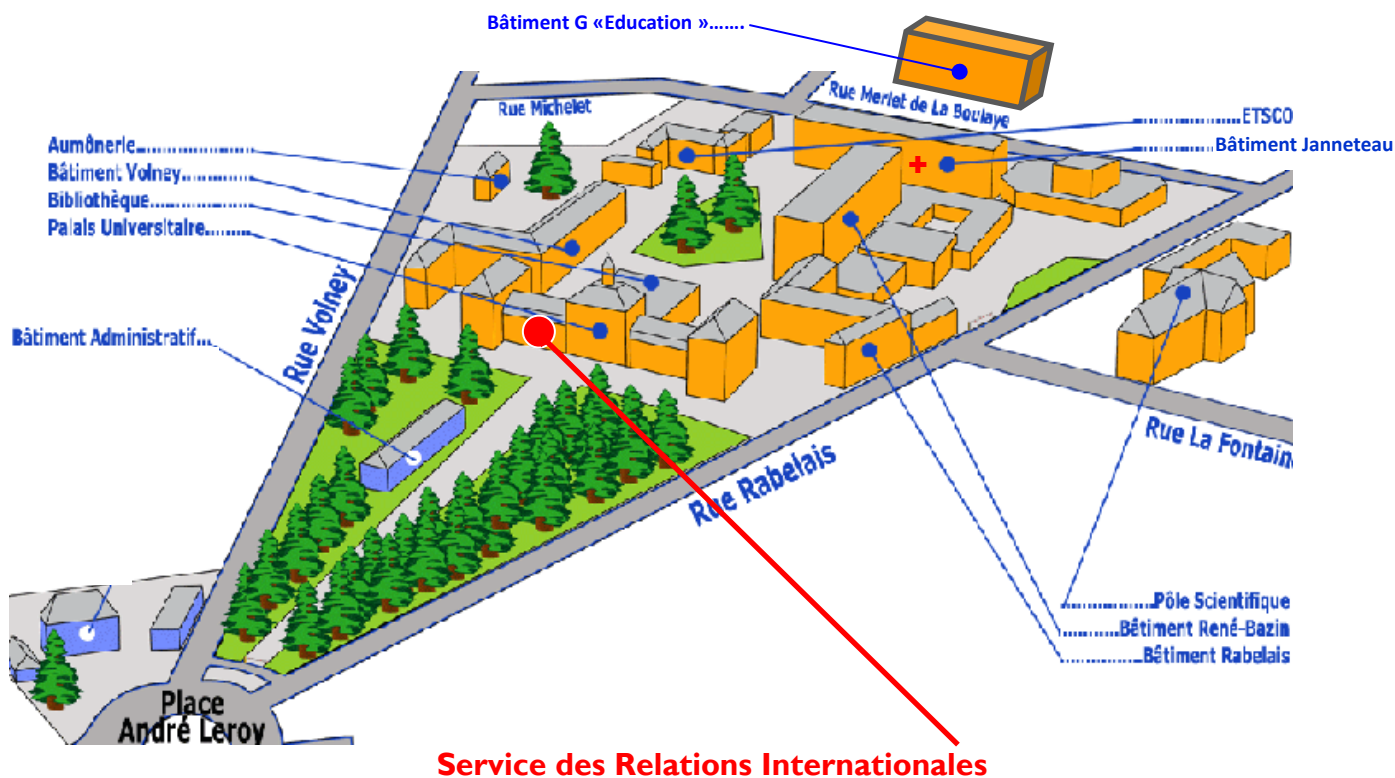 Bâtiment G «Education ».......
Rue Michelet
Rue Merlet de La Boulaye
ETSCO
Bâtiment Janneteau
Aumônerie
Bâtiment Volney
Bibliothèque
Palais Universitaire
Rue Volney
Bâtiment Administratif...
Rue Rabelais
Rue La Fontain
Pôle Scientifique
Bâtiment René-Bazin
Bâtiment Rabelais
Place
André Leroy
Service des Relations Internationales